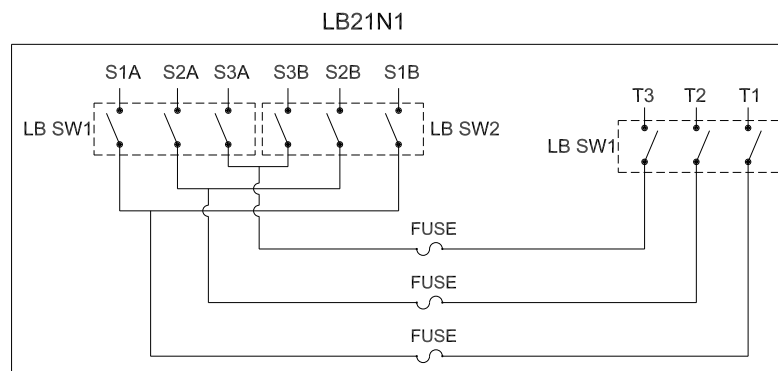 LB21N1
S1A S2A S3A S3B S2B S1B
T3 T2 T1
LB SW1
LB SW2
LB SW1
FUSE
FUSE
FUSE